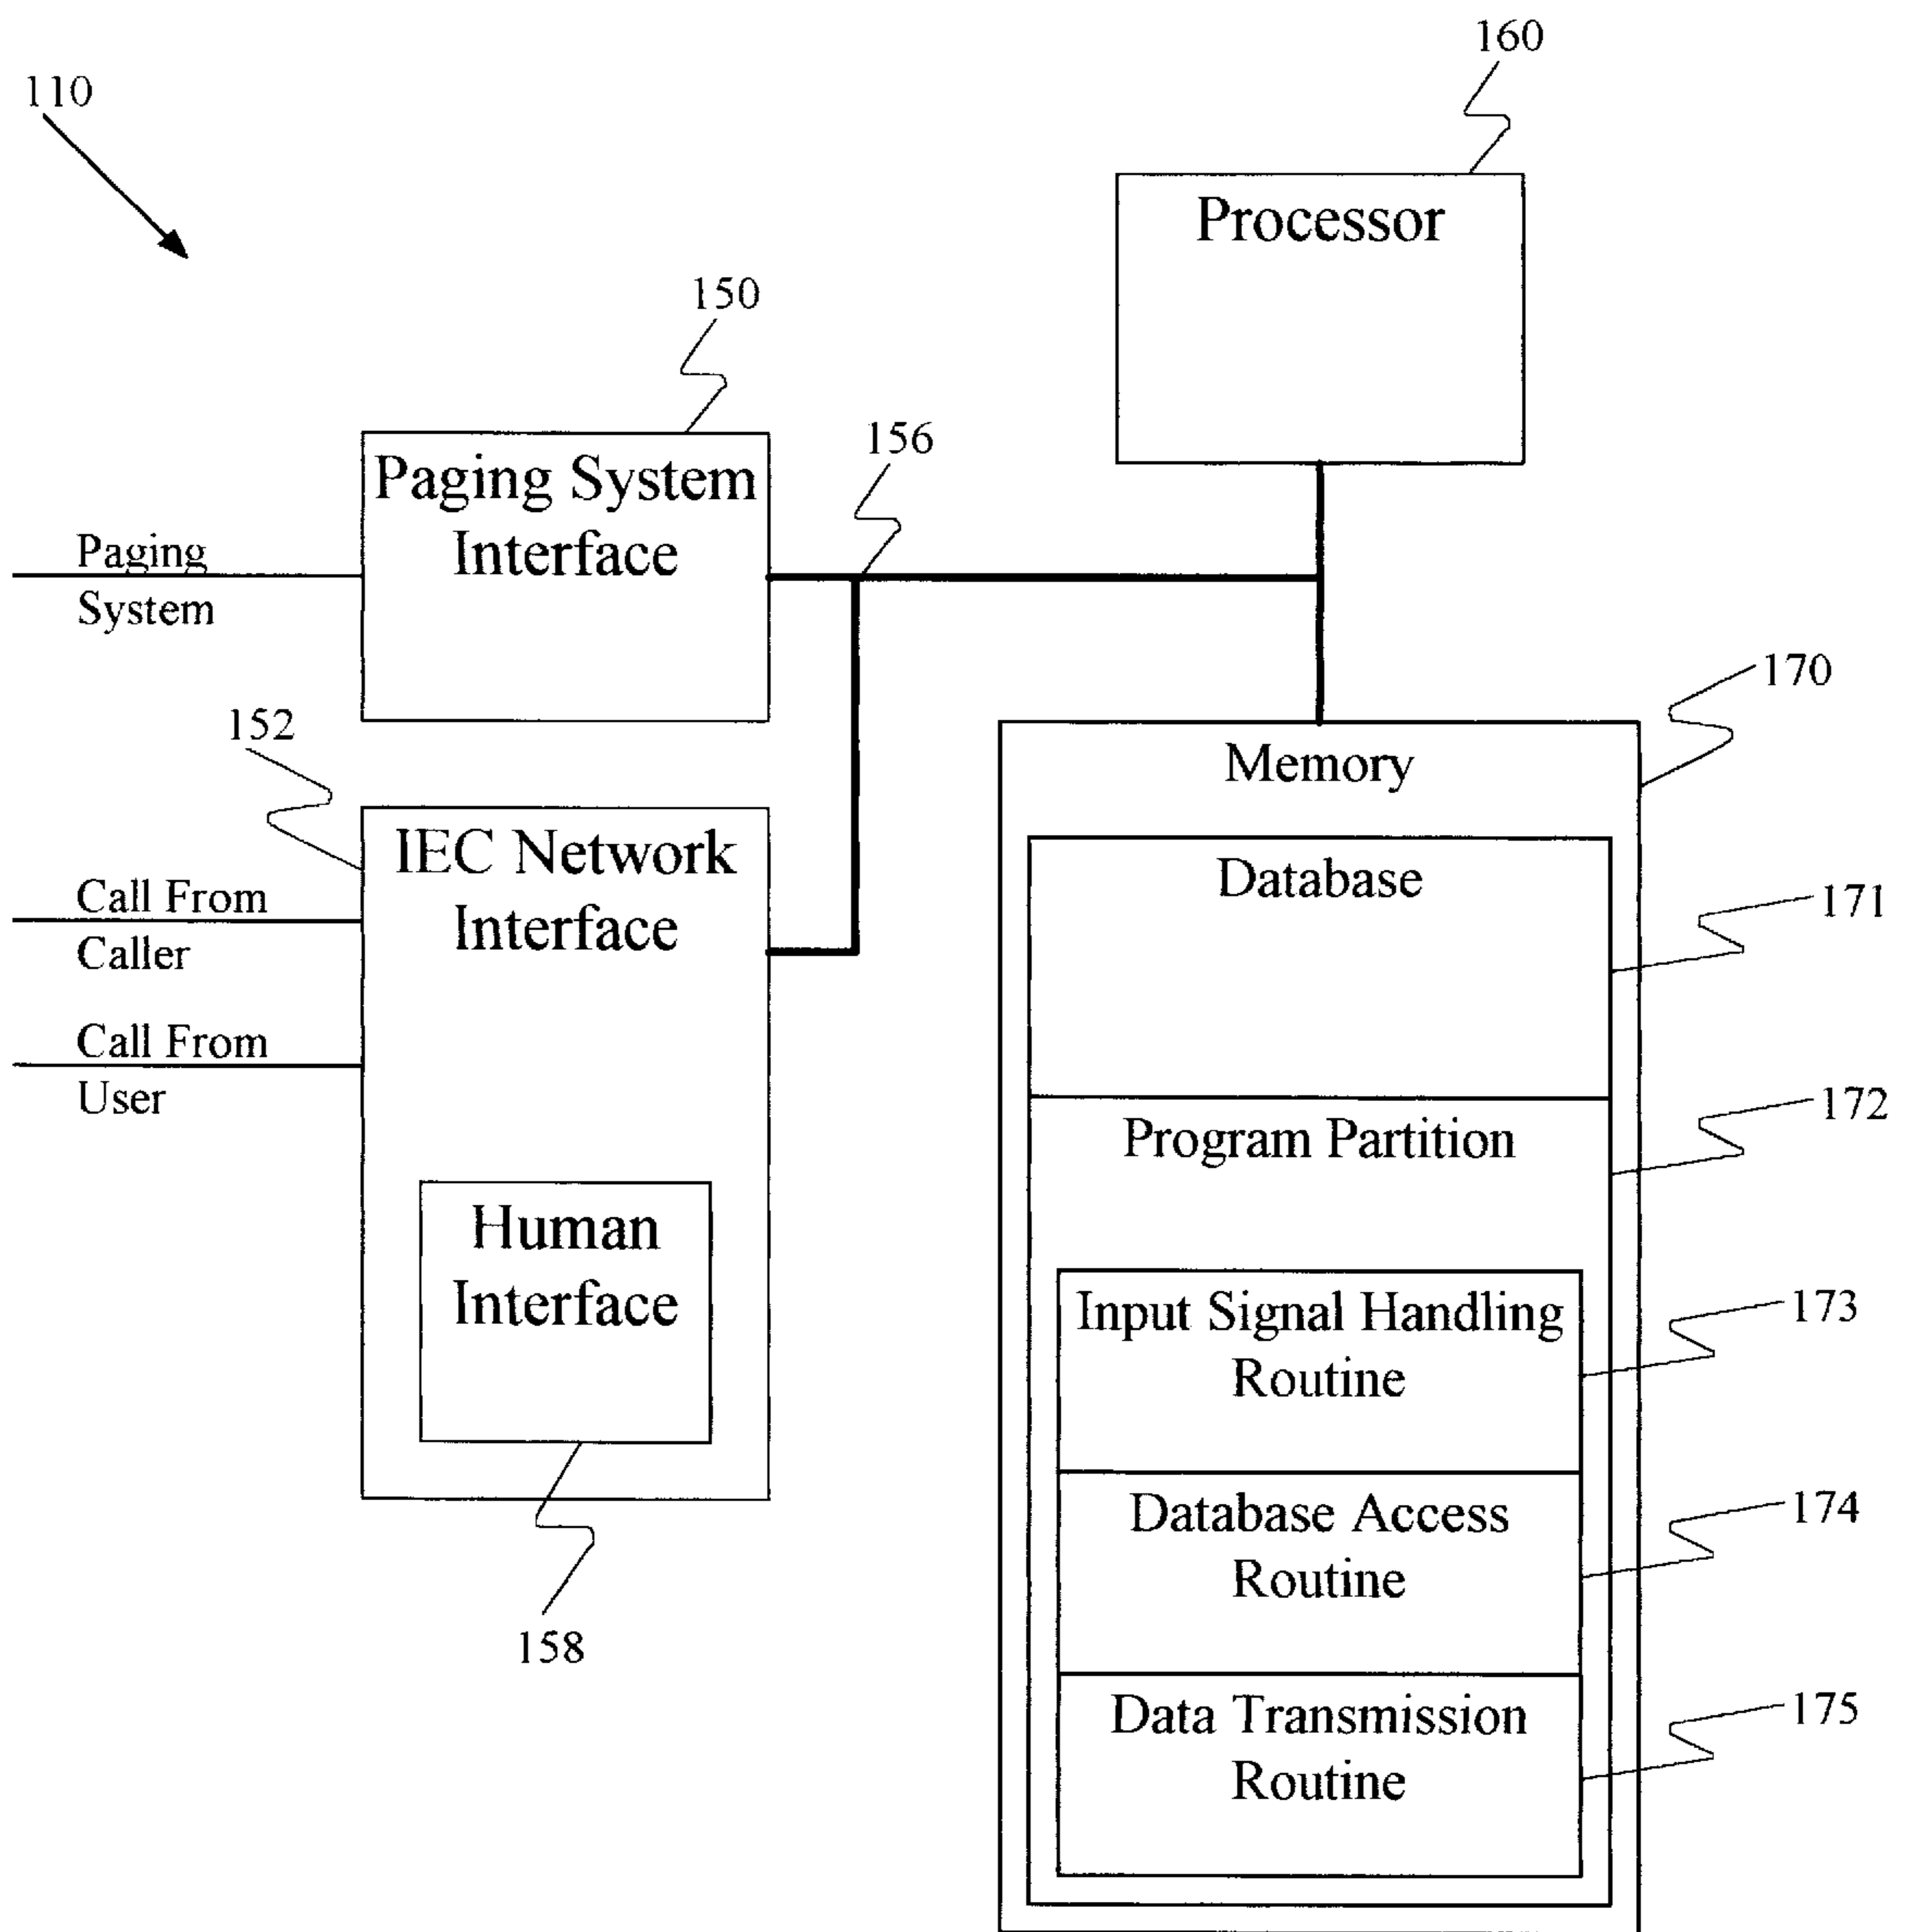 160
110
Processor
150
156
Paging System
Interface
Paging
System
170
152
Memory
IEC Network
Interface
Database
171
Call From
Caller
Call From
User
172
Program Partition
Human
Interface
Input Signal Handling
Routine
173
Database Access
Routine
174
158
Data Transmission
Routine
175